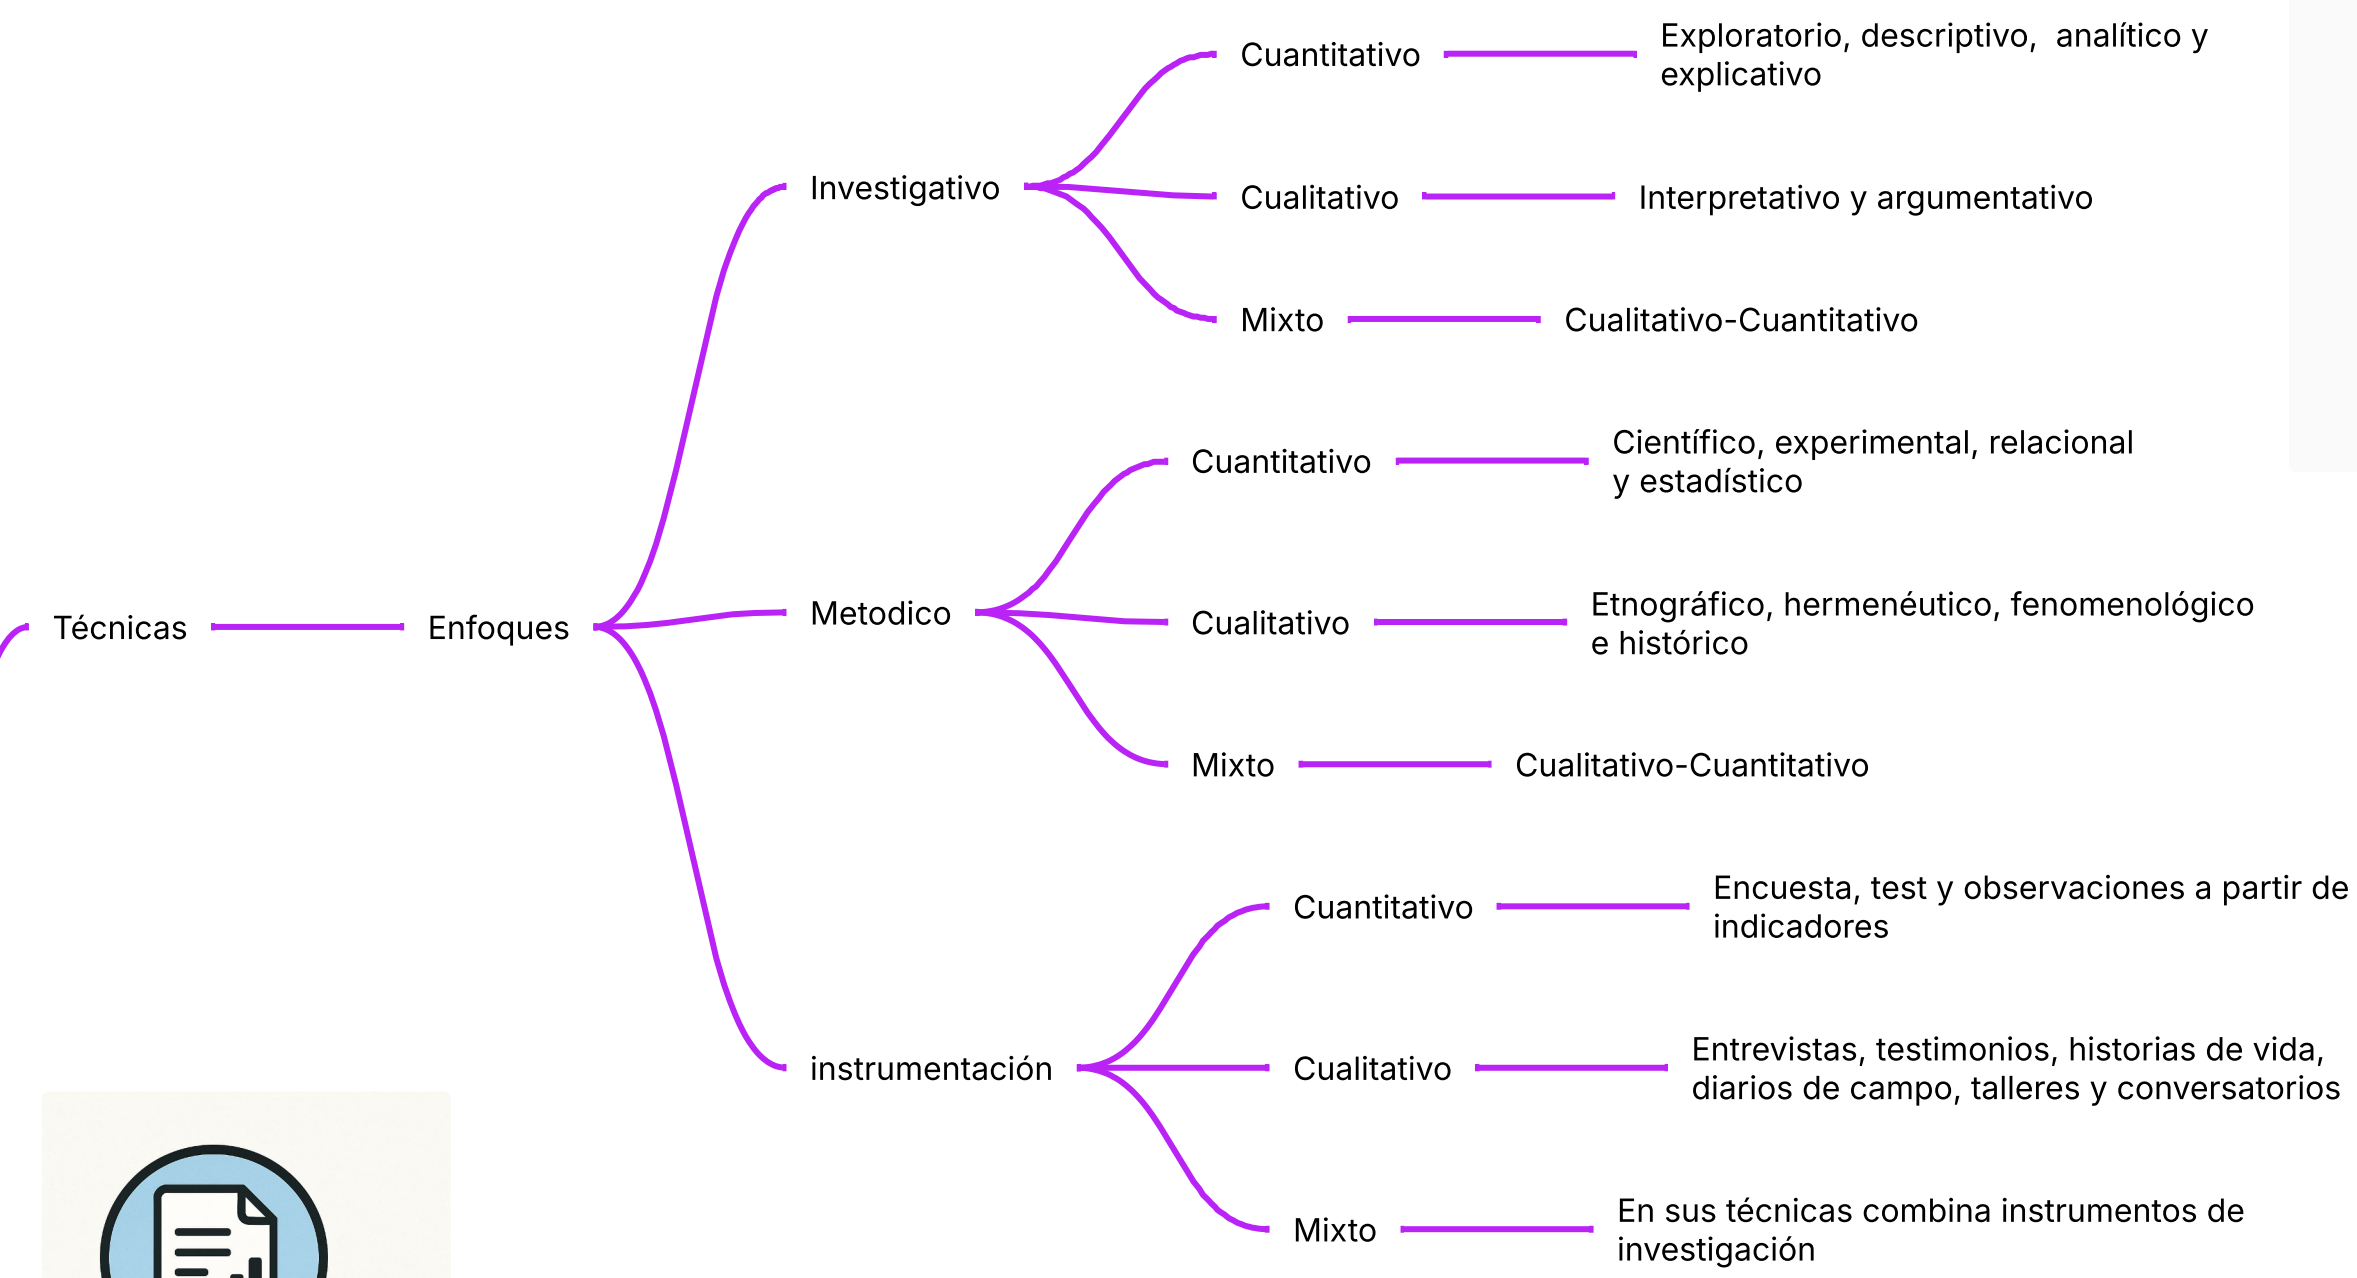 Técnicas
Enfoques
Investigativo
Cuantitativo
Exploratorio, descriptivo,  analítico y
explicativo
Cualitativo
Interpretativo y argumentativo
Mixto
Cualitativo-Cuantitativo
Metodico
Cuantitativo
Científico, experimental, relacional
y estadístico
Cualitativo
Etnográfico, hermenéutico, fenomenológico
e histórico
Mixto
Cualitativo-Cuantitativo
instrumentación
Cuantitativo
Encuesta, test y observaciones a partir de
indicadores
Cualitativo
Entrevistas, testimonios, historias de vida,
diarios de campo, talleres y conversatorios
Mixto
En sus técnicas combina instrumentos de
investigación